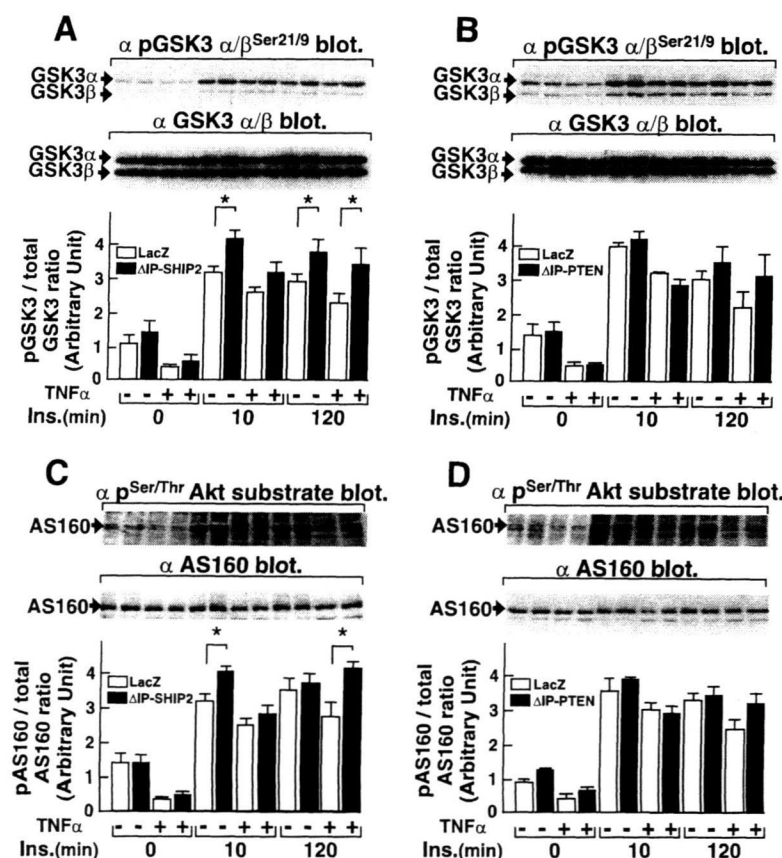 A
α pGSK3 α/βSer21/9 blot.
GSK3α
GSK3β
α GSK3 α/β blot.
GSK3α
GSK3β
* * *
pGSK3 / total
GSK3 ratio
(Arbitrary Unit)
4
3
2
1
0
LacZ
ΔIP-SHIP2
TNFα - - + + - - + + - - + +
Ins.(min) 0 10 120
B
α pGSK3 α/βSer21/9 blot.
GSK3α
GSK3β
α GSK3 α/β blot.
GSK3α
GSK3β
pGSK3 / total
GSK3 ratio
(Arbitrary Unit)
4
3
2
1
0
LacZ
ΔIP-PTEN
TNFα - - + + - - + + - - + +
Ins.(min) 0 10 120
C
α pSer/Thr Akt substrate blot.
AS160
α AS160 blot.
AS160
* *
pAS160 / total
AS160 ratio
(Arbitrary Unit)
4
3
2
1
0
LacZ
ΔIP-SHIP2
TNFα - - + + - - + + - - + +
Ins.(min) 0 10 120
D
α pSer/Thr Akt substrate blot.
AS160
α AS160 blot.
AS160
pAS160 / total
AS160 ratio
(Arbitrary Unit)
4
3
2
1
0
LacZ
ΔIP-PTEN
TNFα - - + + - - + + - - + +
Ins.(min) 0 10 120